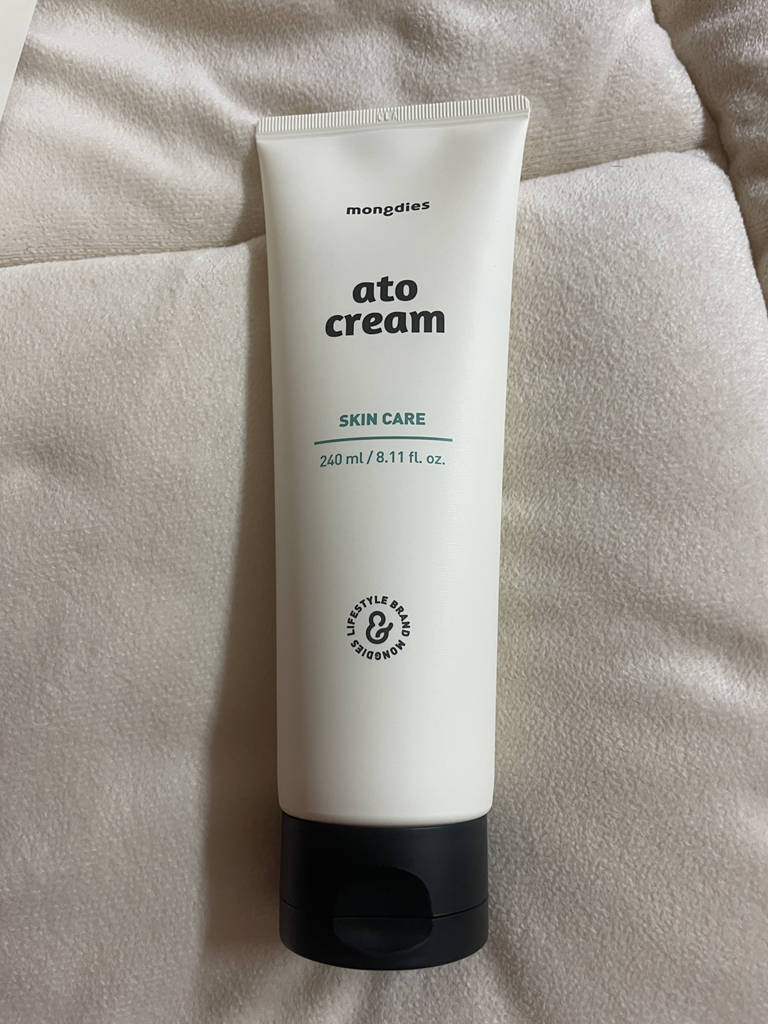 mongdies
ato
cream
SKIN CARE
240 ml / 8.11 fl. oz.
LIFESTYLE BRAND MONGDIES
&